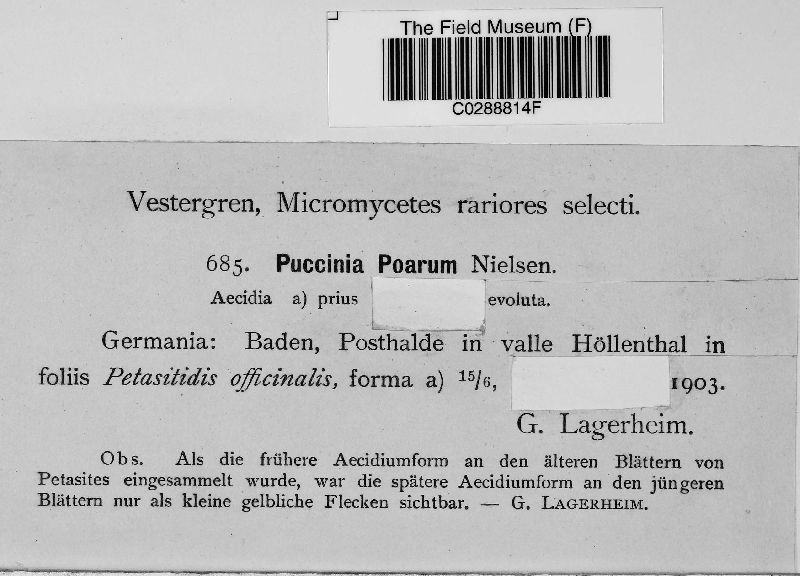 The Field Museum (F)
C0288814F
Vestergren, Micromycetes rariores selecti.
685. Puccinia Poarum Nielsen.
Aecidia a) prius evoluta.
Germania: Baden, Posthalde in valle Höllenthal in
foliis Petasitidis officinalis, forma a) 15/6, 1903.
G. Lagerheim.
Obs. Als die frühere Aecidiumform an den älteren Blättern von
Petasites eingesammelt wurde, war die spätere Aecidiumform an den jüngeren
Blättern nur als kleine gelbliche Flecken sichtbar. — G. LAGERHEIM.